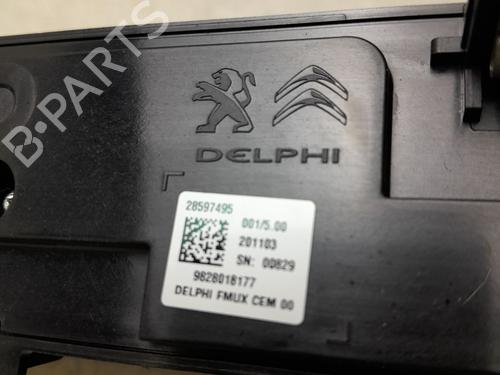 B-PARTS
DELPHI
28597495
001/5.00
201103
SN: 00829
9828018177
DELPHI FMUX CEM 00